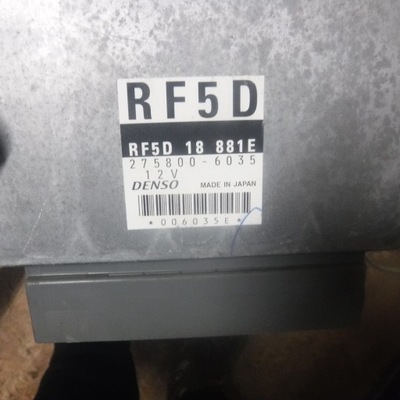 RF5D
RF5D 18 881E
275800-6035
12V
DENSO MADE IN JAPAN
*006035E*